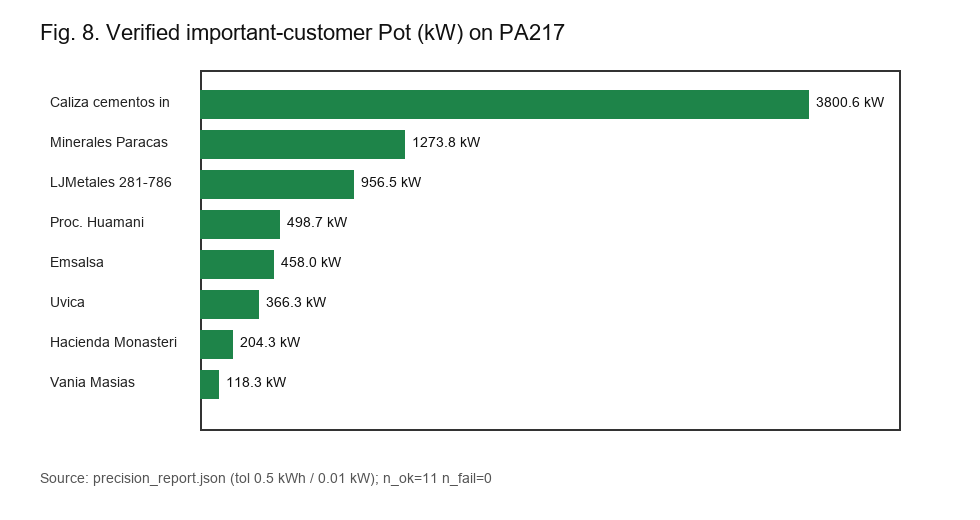 Fig. 8. Verified important-customer Pot (kW) on PA217
Caliza cementos in 3800.6 kW
Minerales Paracas 1273.8 kW
LJMetales 281-786 956.5 kW
Proc. Huamani 498.7 kW
Emsalsa 458.0 kW
Uvica 366.3 kW
Hacienda Monasteri 204.3 kW
Vania Masias 118.3 kW
Source: precision_report.json (tol 0.5 kWh / 0.01 kW); n_ok=11 n_fail=0